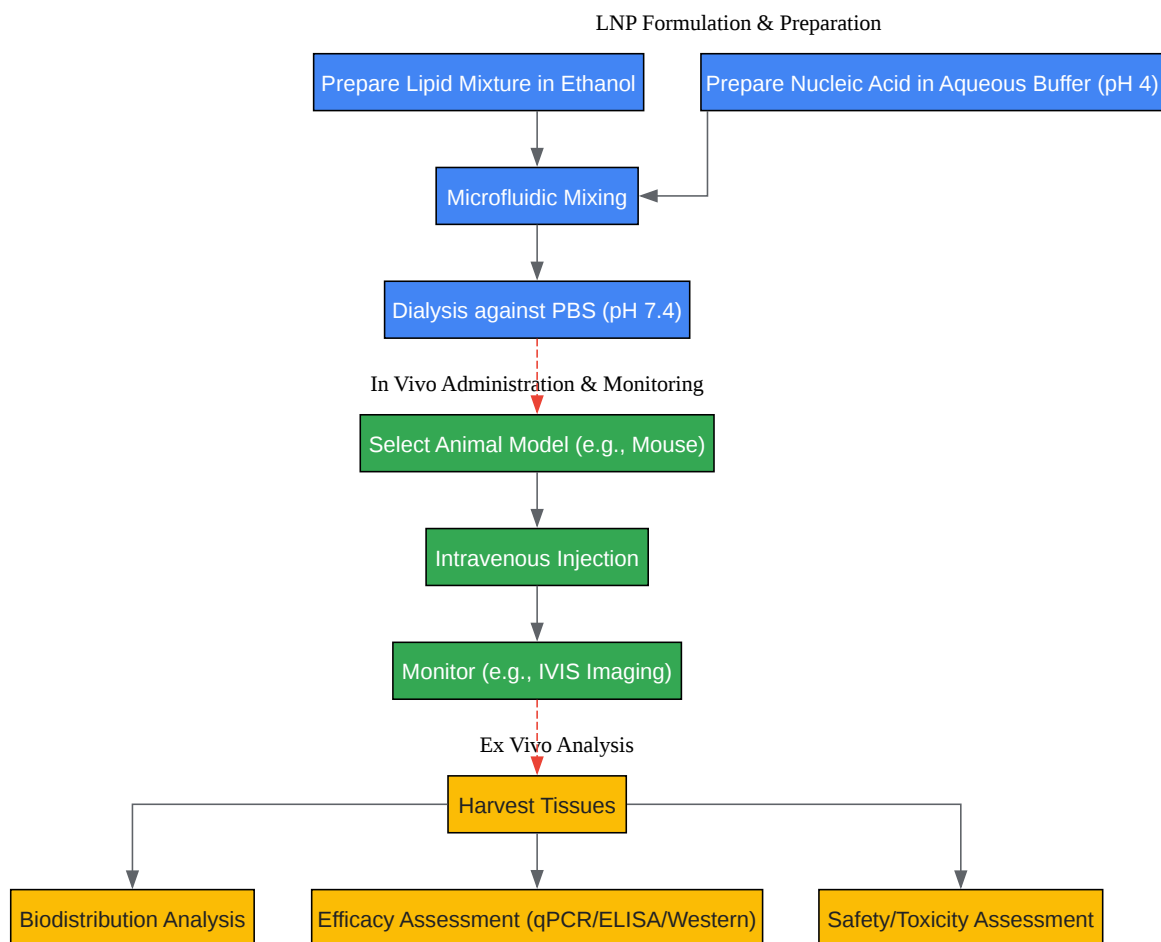 LNP Formulation & Preparation
Prepare Lipid Mixture in Ethanol
Prepare Nucleic Acid in Aqueous Buffer (pH 4)
Microfluidic Mixing
Dialysis against PBS (pH 7.4)
In Vivo Administration & Monitoring
Select Animal Model (e.g., Mouse)
Intravenous Injection
Monitor (e.g., IVIS Imaging)
Ex Vivo Analysis
Harvest Tissues
Biodistribution Analysis
Efficacy Assessment (qPCR/ELISA/Western)
Safety/Toxicity Assessment